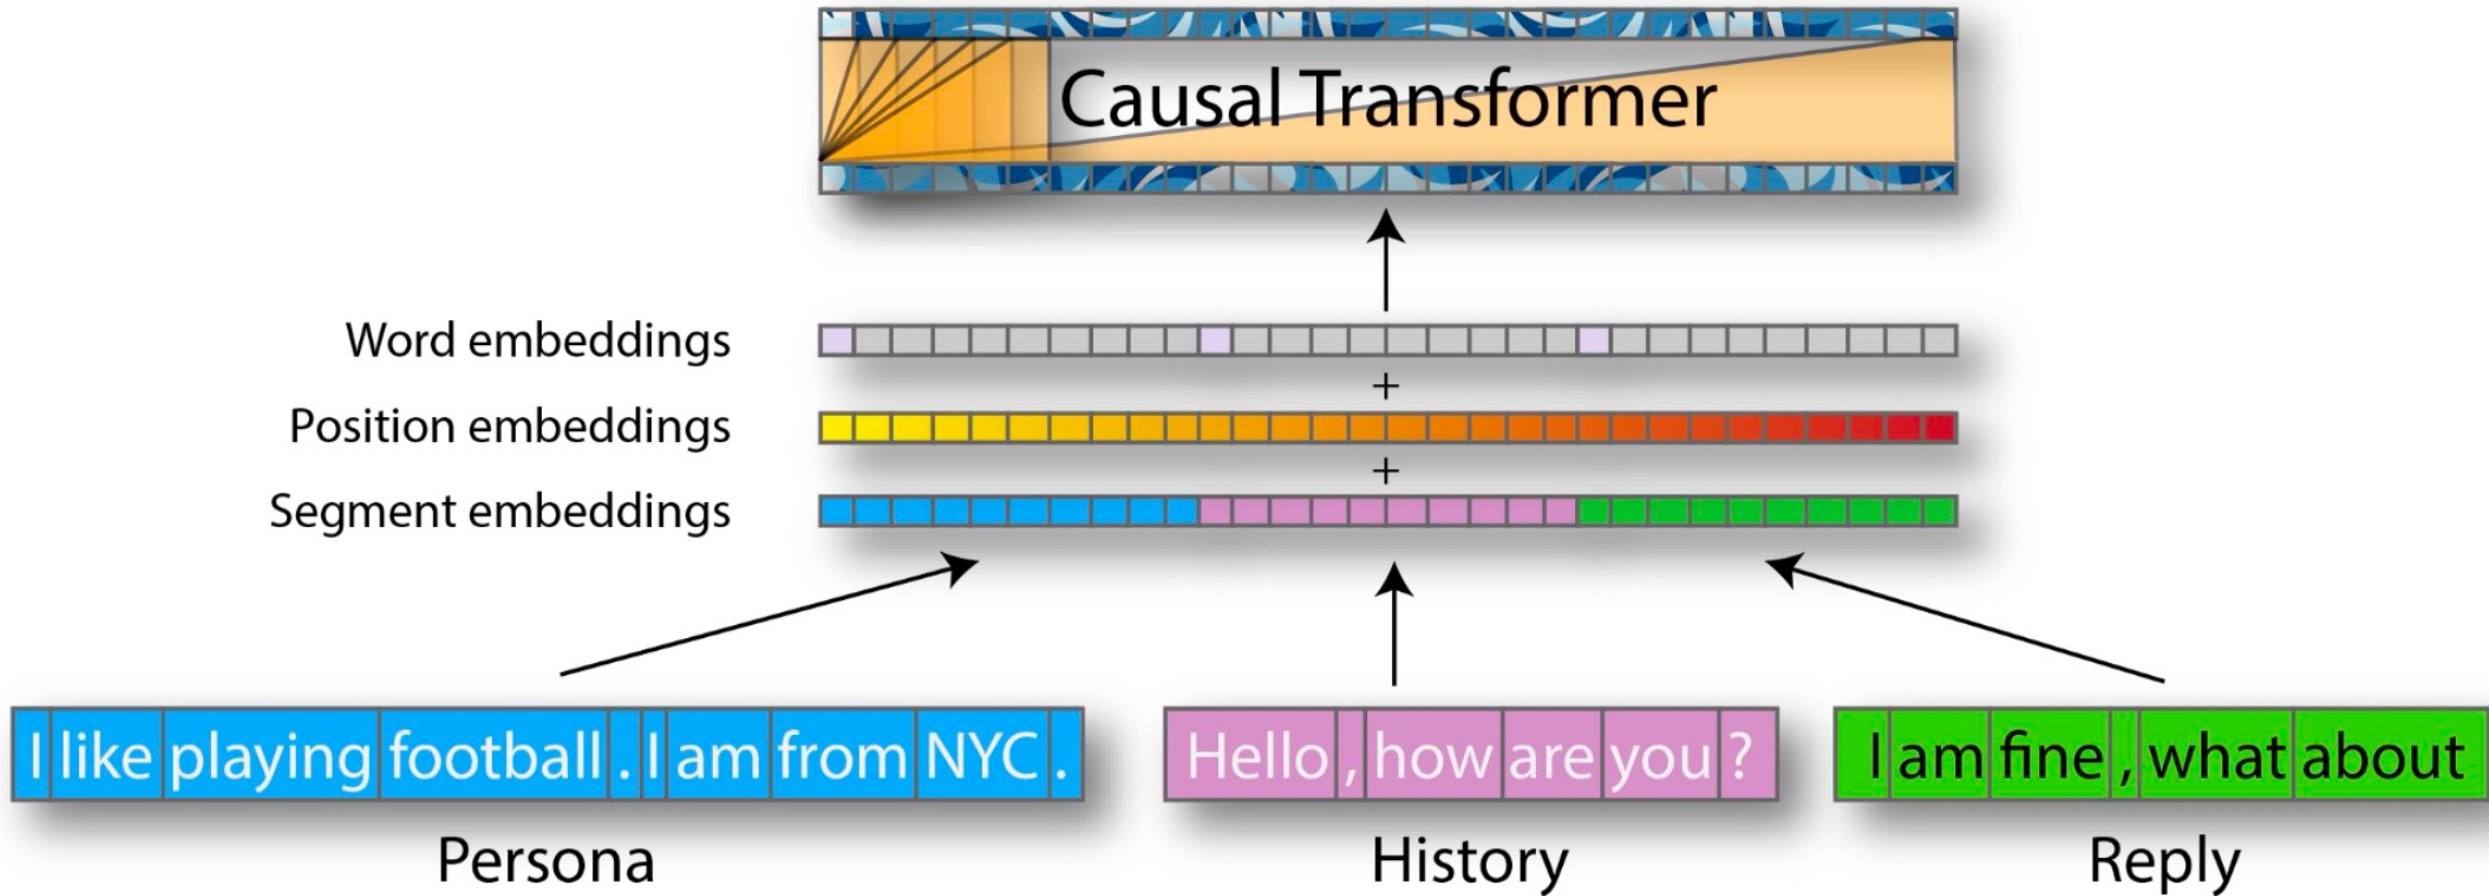 Causal Transformer
Word embeddings
+
Position embeddings
+
Segment embeddings
I like playing football . I am from NYC .
Hello , how are you ?
I am fine , what about
Persona
History
Reply